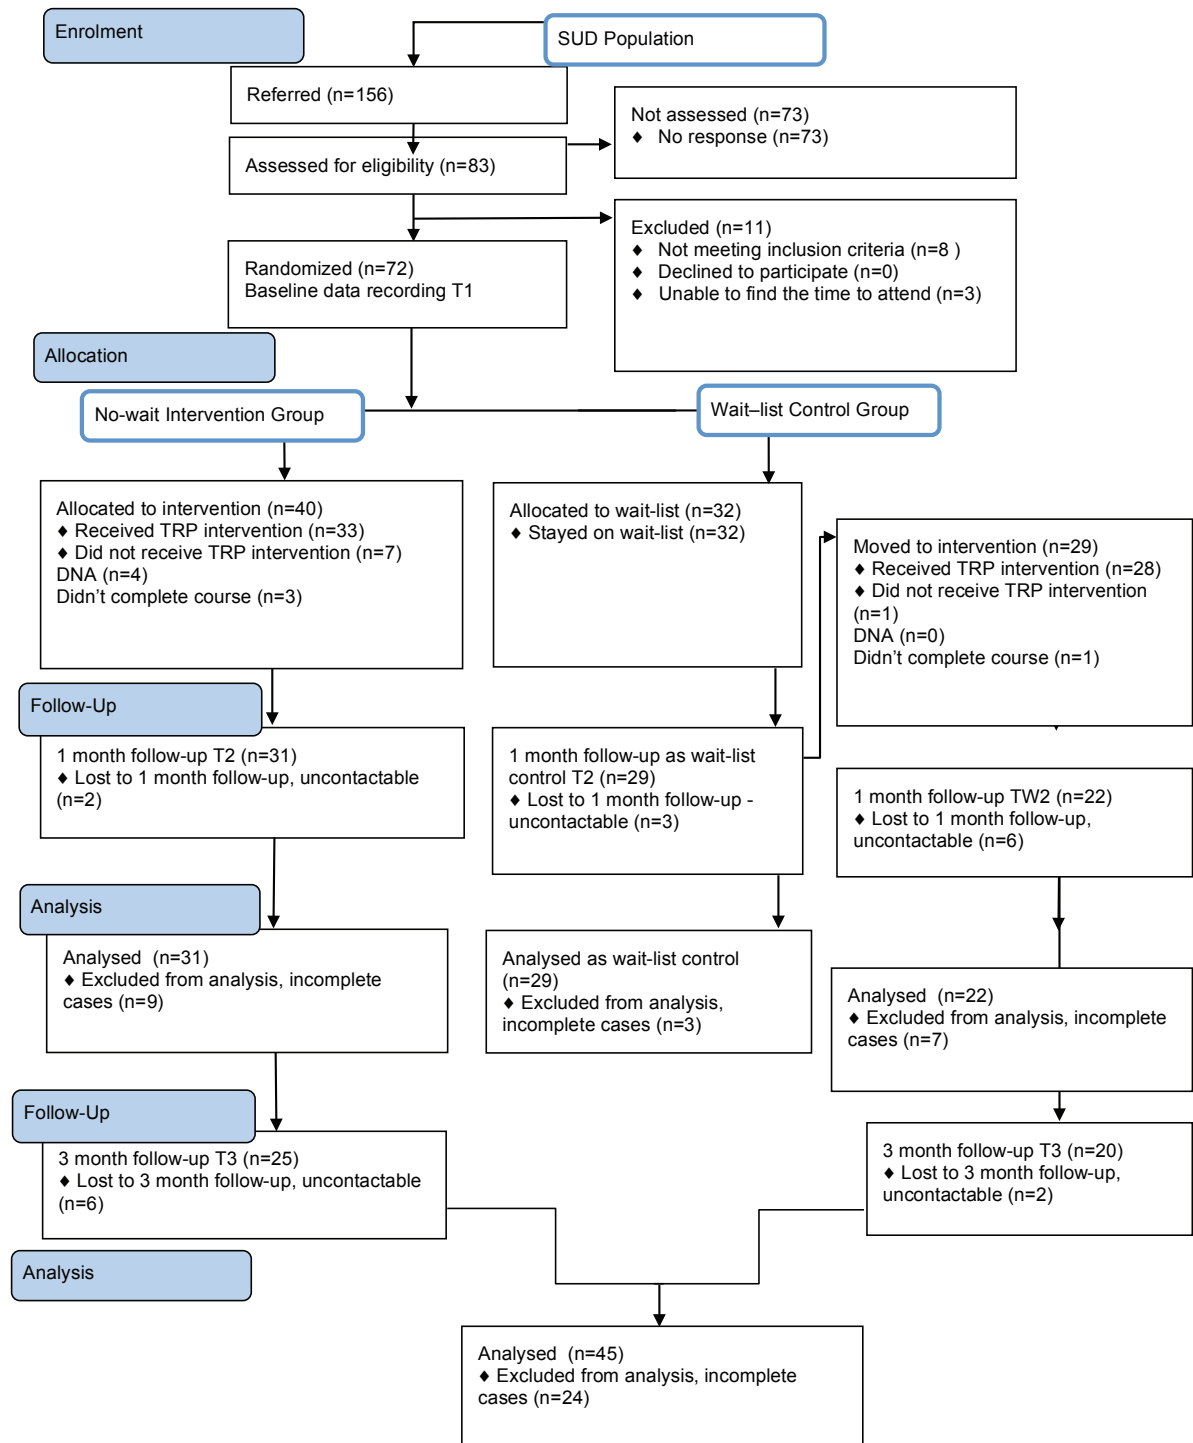 Enrolment
SUD Population
Referred (n=156)
Not assessed (n=73)
♦ No response (n=73)
Assessed for eligibility (n=83)
Excluded (n=11)
♦ Not meeting inclusion criteria (n=8 )
♦ Declined to participate (n=0)
♦ Unable to find the time to attend (n=3)
Randomized (n=72)
Baseline data recording T1
Allocation
No-wait Intervention Group
Wait–list Control Group
Allocated to intervention (n=40)
♦ Received TRP intervention (n=33)
♦ Did not receive TRP intervention (n=7)
DNA (n=4)
Didn't complete course (n=3)
Allocated to wait-list (n=32)
♦ Stayed on wait-list (n=32)
Moved to intervention (n=29)
♦ Received TRP intervention (n=28)
♦ Did not receive TRP intervention
(n=1)
DNA (n=0)
Didn't complete course (n=1)
Follow-Up
1 month follow-up T2 (n=31)
♦ Lost to 1 month follow-up, uncontactable
(n=2)
1 month follow-up as wait-list
control T2 (n=29)
♦ Lost to 1 month follow-up -
uncontactable (n=3)
1 month follow-up TW2 (n=22)
♦ Lost to 1 month follow-up,
uncontactable (n=6)
Analysis
Analysed (n=31)
♦ Excluded from analysis, incomplete
cases (n=9)
Analysed as wait-list control
(n=29)
♦ Excluded from analysis,
incomplete cases (n=3)
Analysed (n=22)
♦ Excluded from analysis, incomplete
cases (n=7)
Follow-Up
3 month follow-up T3 (n=25)
♦ Lost to 3 month follow-up, uncontactable
(n=6)
3 month follow-up T3 (n=20)
♦ Lost to 3 month follow-up,
uncontactable (n=2)
Analysis
Analysed (n=45)
♦ Excluded from analysis, incomplete
cases (n=24)